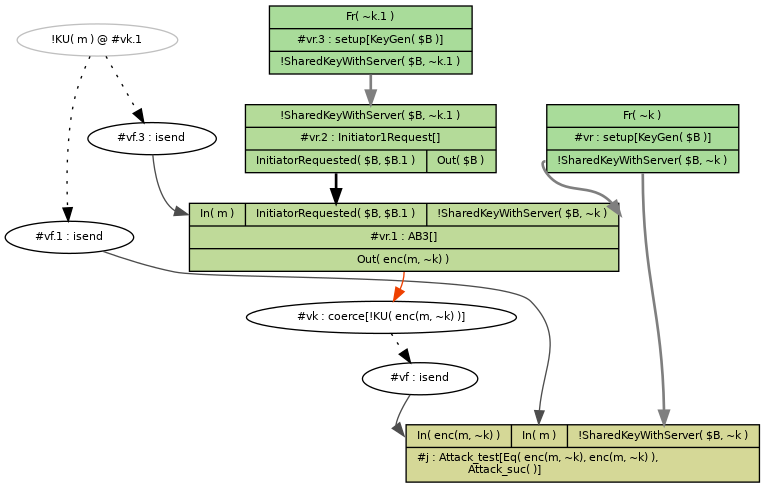 Fr( ~k.1 )
!KU( m ) @ #vk.1
#vr.3 : setup[KeyGen( $B )]
!SharedKeyWithServer( $B, ~k.1 )
!SharedKeyWithServer( $B, ~k.1 )
Fr( ~k )
#vf.3 : isend
#vr.2 : Initiator1Request[]
#vr : setup[KeyGen( $B )]
InitiatorRequested( $B, $B.1 ) Out( $B )
!SharedKeyWithServer( $B, ~k )
In( m ) InitiatorRequested( $B, $B.1 ) !SharedKeyWithServer( $B, ~k )
#vf.1 : isend
#vr.1 : AB3[]
Out( enc(m, ~k) )
#vk : coerce[!KU( enc(m, ~k) )]
#vf : isend
In( enc(m, ~k) ) In( m ) !SharedKeyWithServer( $B, ~k )
#j : Attack_test[Eq( enc(m, ~k), enc(m, ~k) ),
Attack_suc( )]